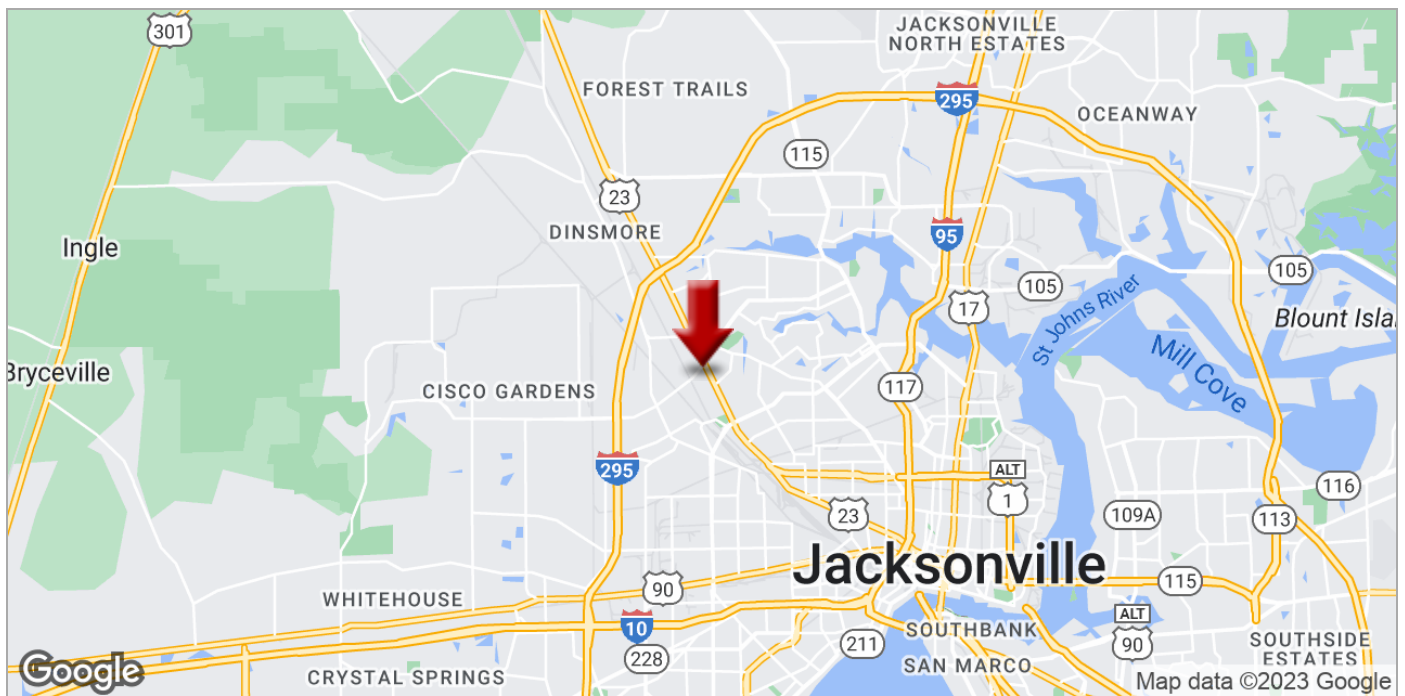 301
JACKSONVILLE
NORTH ESTATES
FOREST TRAILS
295
OCEANWAY
115
23
DINSMORE
95
Ingle
105
105
17
St Johns River
Blount Isla
Mill Cove
Bryceville
CISCO GARDENS
117
295
ALT
1
116
23
109A
113
Jacksonville
90
115
WHITEHOUSE
10
ALT
90
SOUTHBANK
211
228
SAN MARCO
SOUTHSIDE
ESTATES
CRYSTAL SPRINGS
Google
Map data ©2023 Google